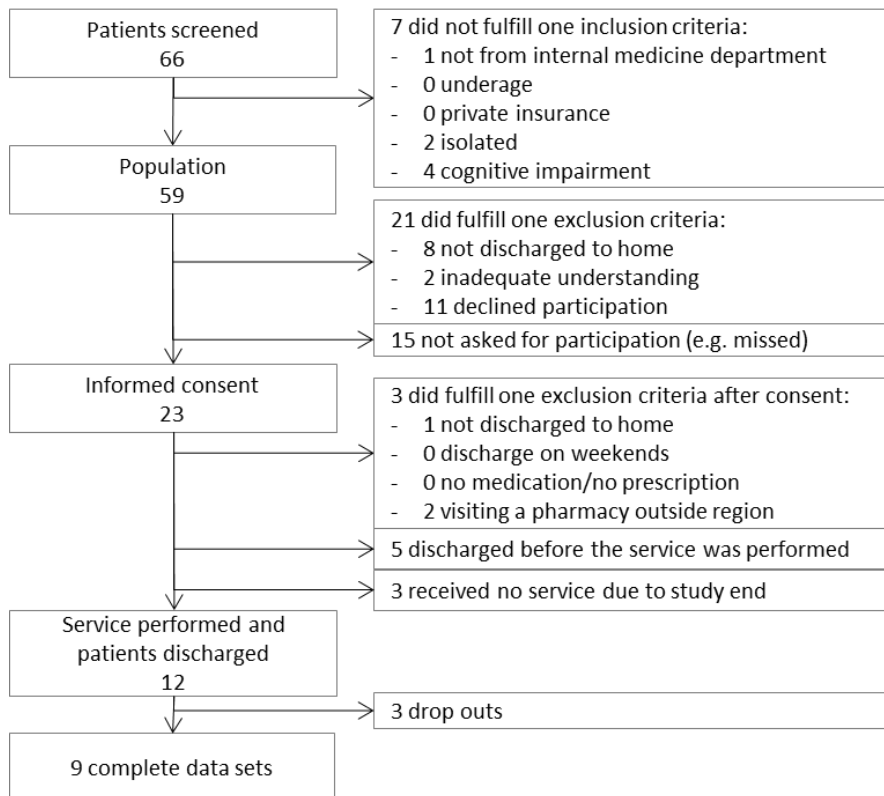 Patients screened
66
7 did not fulfill one inclusion criteria:
- 1 not from internal medicine department
- 0 underage
- 0 private insurance
- 2 isolated
- 4 cognitive impairment
Population
59
21 did fulfill one exclusion criteria:
- 8 not discharged to home
- 2 inadequate understanding
- 11 declined participation
15 not asked for participation (e.g. missed)
Informed consent
23
3 did fulfill one exclusion criteria after consent:
- 1 not discharged to home
- 0 discharge on weekends
- 0 no medication/no prescription
- 2 visiting a pharmacy outside region
5 discharged before the service was performed
3 received no service due to study end
Service performed and
patients discharged
12
3 drop outs
9 complete data sets